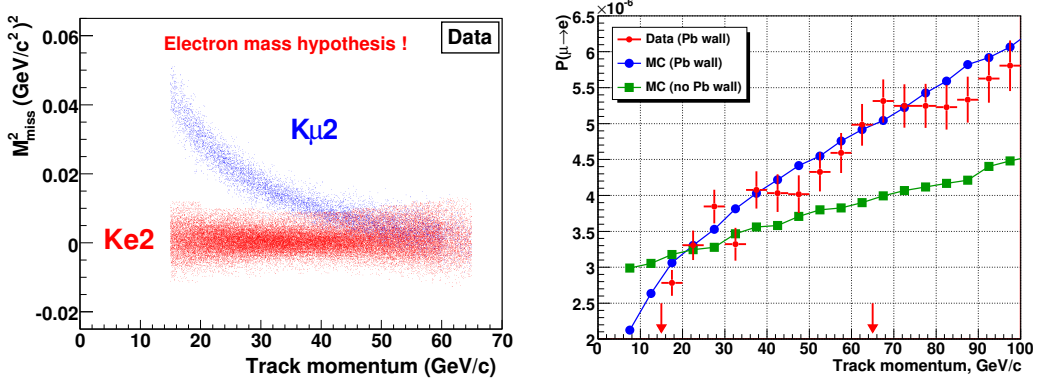 M²miss (GeV/c²)²
0.06
0.04
0.02
0
-0.02
Electron mass hypothesis !
Data
Kμ2
Ke2
0 10 20 30 40 50 60 70
Track momentum (GeV/c)
×10⁻⁶
P(μ→e)
6.5
6
5.5
5
4.5
4
3.5
3
2.5
2
Data (Pb wall)
MC (Pb wall)
MC (no Pb wall)
0 10 20 30 40 50 60 70 80 90 100
Track momentum, GeV/c